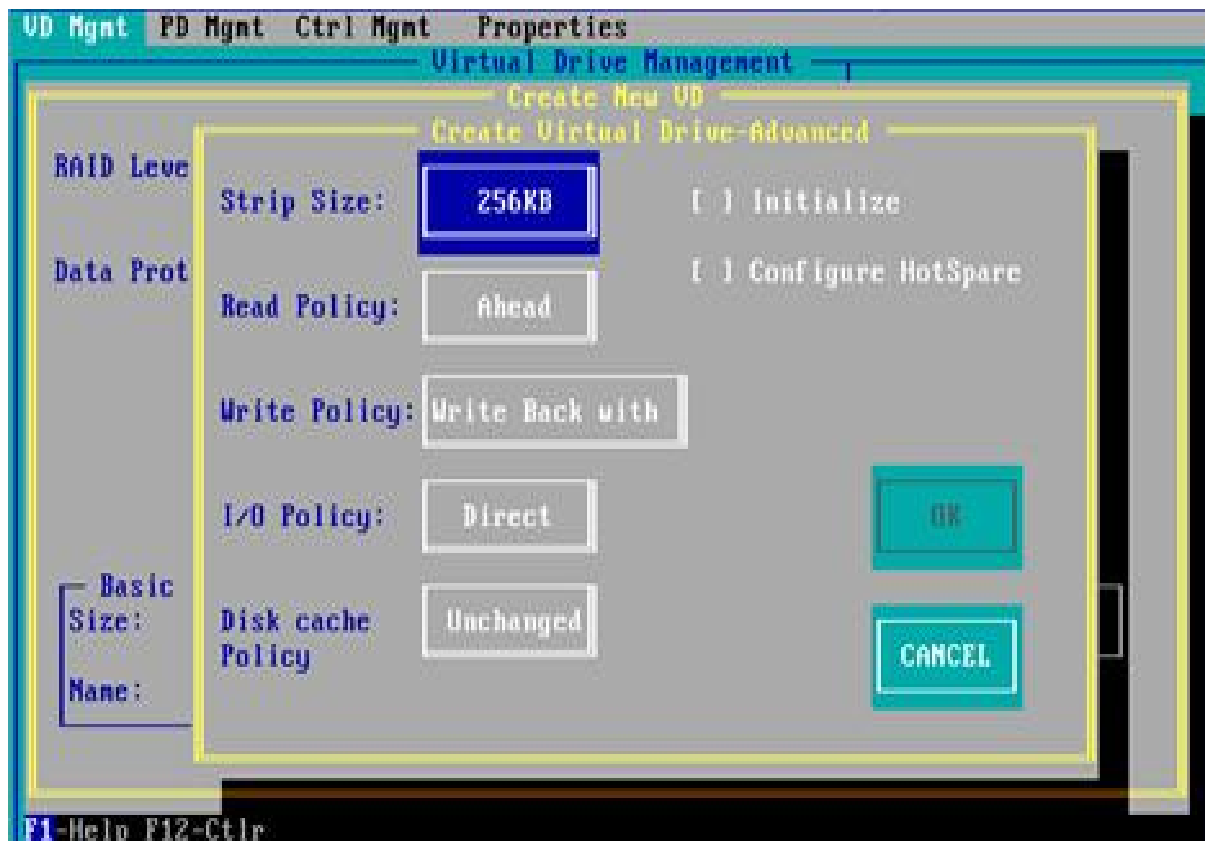 VD Mgmt PD Mgmt Ctrl Mgmt Properties
Virtual Drive Management
Create New VD
Create Virtual Drive-Advanced
RAID Leve
Strip Size: 256KB [ ] Initialize
Data Prot
[ ] Configure HotSpare
Read Policy: Ahead
Write Policy: Write Back with
I/O Policy: Direct
OK
Basic
Size:
Disk cache Policy
Unchanged
CANCEL
Name:
F1-Help F12-Ctlr